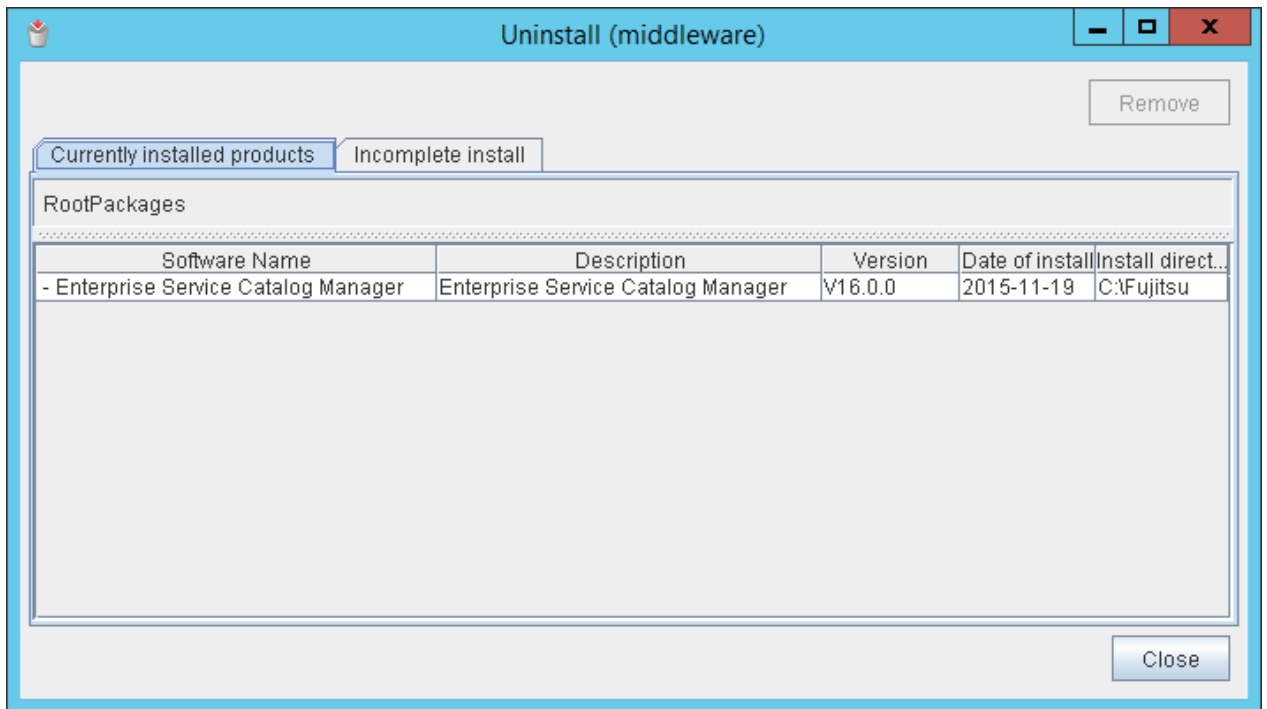 Uninstall (middleware)
Remove
Currently installed products Incomplete install
RootPackages
Software Name Description Version Date of install Install direct...
- Enterprise Service Catalog Manager Enterprise Service Catalog Manager V16.0.0 2015-11-19 C:\Fujitsu
Close